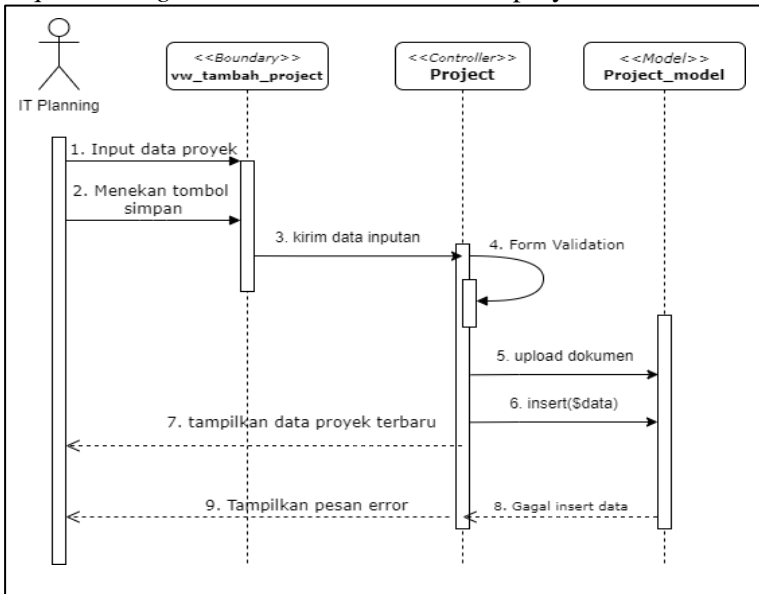 <<Boundary>>
vw_tambah_project
<<Controller>>
Project
<<Model>>
Project_model
IT Planning
1. Input data proyek
2. Menekan tombol
simpan
3. kirim data inputan
4. Form Validation
5. upload dokumen
6. insert($data)
7. tampilkan data proyek terbaru
8. Gagal insert data
9. Tampilkan pesan error